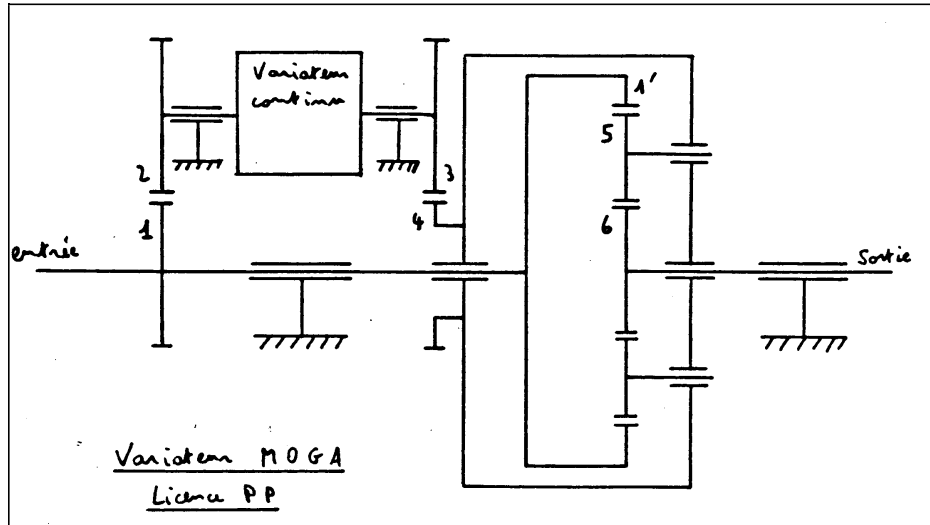 Variateur
continu
1'
5
2
3
1
4
6
entrée
Sortie
Variateur MOGA
Licence PP